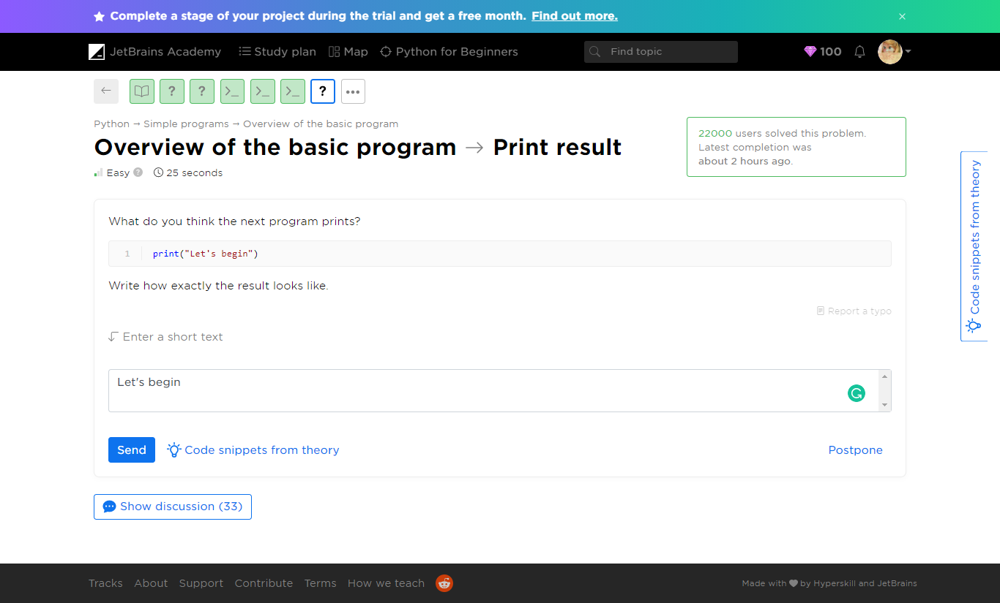 Complete a stage of your project during the trial and get a free month. Find out more. ×
JetBrains Academy Study plan Map Python for Beginners Find topic 100
? ? >_ >_ >_ ? •••
Python → Simple programs → Overview of the basic program
Overview of the basic program → Print result
Easy ? 25 seconds
22000 users solved this problem.
Latest completion was
about 2 hours ago.
Code snippets from theory
What do you think the next program prints?
1 print("Let's begin")
Write how exactly the result looks like.
Report a typo
Enter a short text
Let's begin
Send Code snippets from theory Postpone
Show discussion (33)
Tracks About Support Contribute Terms How we teach Made with ♥ by Hyperskill and JetBrains